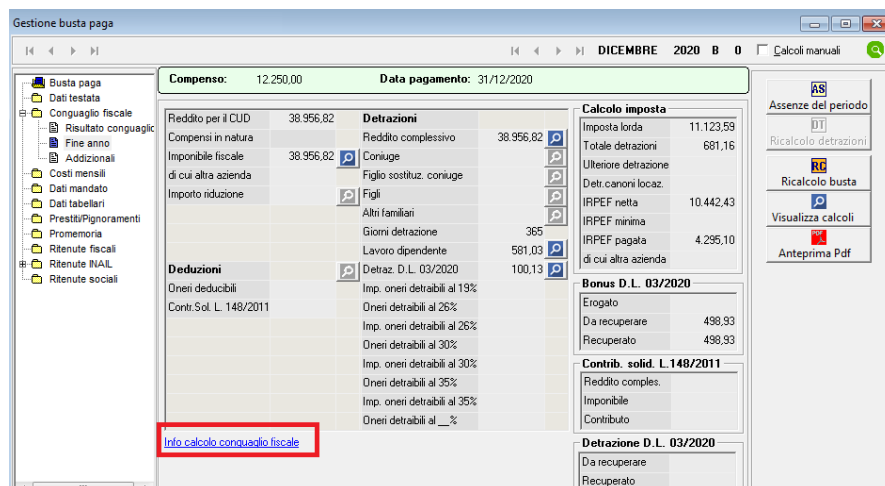 Gestione busta paga
DICEMBRE 2020 B 0 Calcoli manuali
Busta paga
Dati testata
Conguaglio fiscale
Risultato conguaglic
Fine anno
Addizionali
Costi mensili
Dati mandato
Dati tabellari
Prestiti/Pignoramenti
Promemoria
Ritenute fiscali
Ritenute INAIL
Ritenute sociali
Compenso: 12.250,00 Data pagamento: 31/12/2020
Reddito per il CUD 38.956,82
Compensi in natura
Imponibile fiscale 38.956,82
di cui altra azienda
Importo riduzione
Deduzioni
Oneri deducibili
Contr.Sol. L. 148/2011
Detrazioni
Reddito complessivo 38.956,82
Coniuge
Figlio sostituz. coniuge
Figli
Altri familiari
Giorni detrazione 365
Lavoro dipendente 581,03
Detraz. D.L. 03/2020 100,13
Imp. oneri detraibili al 19%
Oneri detraibili al 26%
Imp. oneri detraibili al 26%
Oneri detraibili al 30%
Imp. oneri detraibili al 30%
Oneri detraibili al 35%
Imp. oneri detraibili al 35%
Oneri detraibili al __%
Info calcolo conguaglio fiscale
Calcolo imposta
Imposta lorda 11.123,59
Totale detrazioni 681,16
Ulteriore detrazione
Detr.canoni locaz.
IRPEF netta 10.442,43
IRPEF minima
IRPEF pagata 4.295,10
di cui altra azienda
Bonus D.L. 03/2020
Erogato
Da recuperare 498,93
Recuperato 498,93
Contrib. solid. L.148/2011
Reddito comples.
Imponibile
Contributo
Detrazione D.L. 03/2020
Da recuperare
Recuperato
AS
Assenze del periodo
DT
Ricalcolo detrazioni
RC
Ricalcolo busta
Visualizza calcoli
PDF
Anteprima Pdf